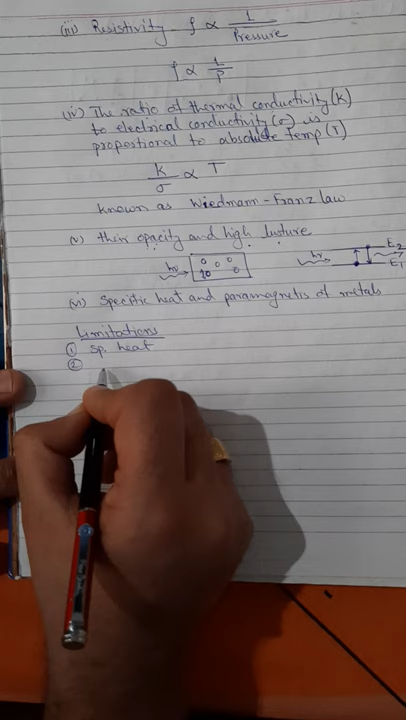 (iii) Resistivity ρ ∝ 1/Pressure
ρ ∝ 1/P
(iv) The ratio of thermal conductivity (K)
to electrical conductivity (σ) is
propostional to absolute Temp (T)
K/σ ∝ T
known as Wiedmann-Franz law
(v) thier opacity and high lusture
hν hν E2
E1
(vi) Specific heat and paramagnetis of metals
Limitations
① Sp. heat
②